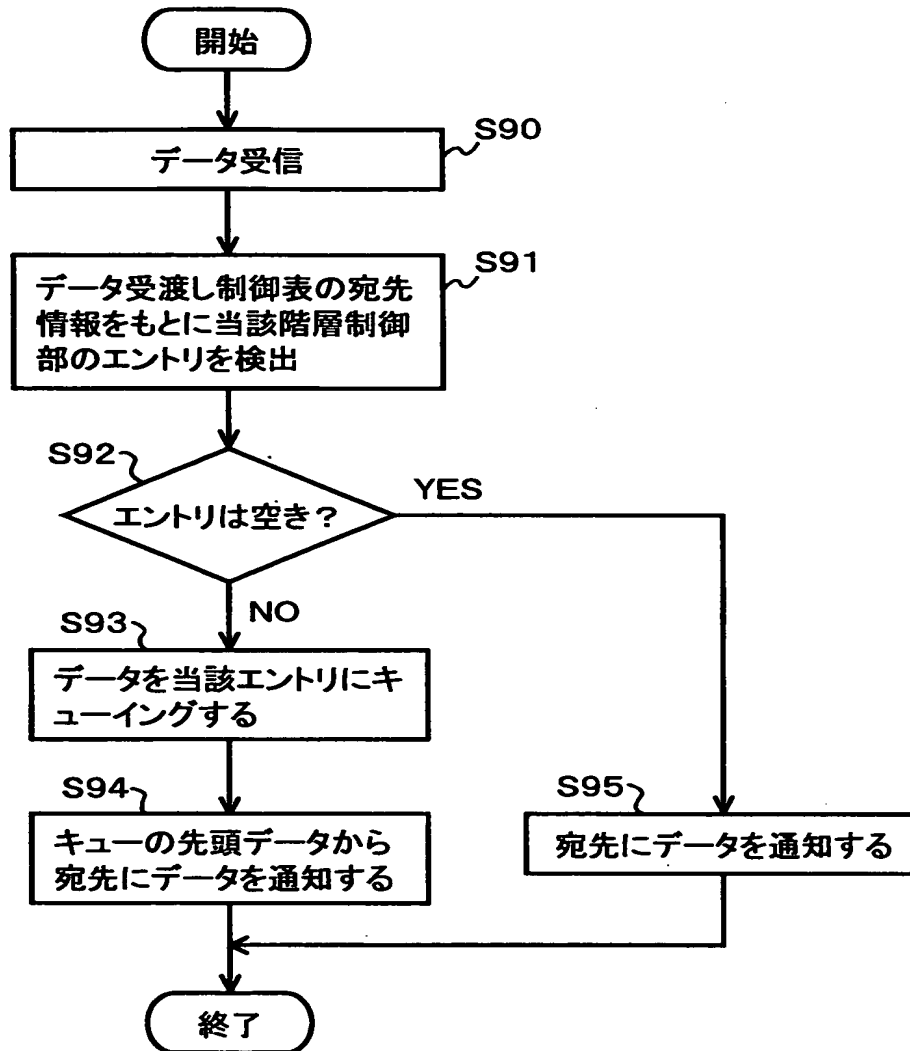 開始
S90
データ受信
S91
データ受渡し制御表の宛先
情報をもとに当該階層制御
部のエントリを検出
S92
エントリは空き？
YES
NO
S93
データを当該エントリにキ
ューイングする
S94
キューの先頭データから
宛先にデータを通知する
S95
宛先にデータを通知する
終了